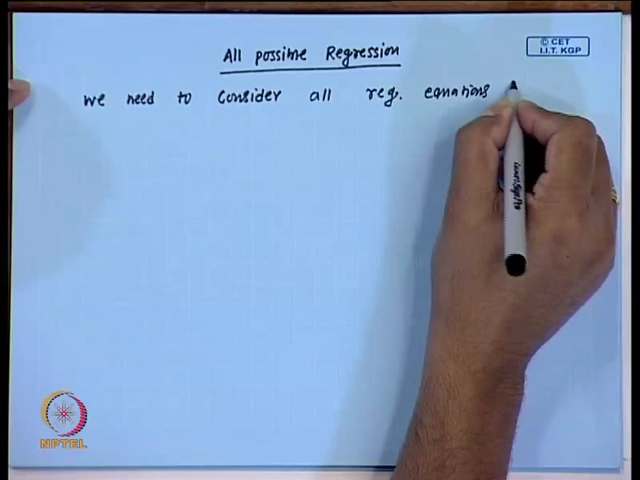 All possible Regression
© CET
I.I.T. KGP
we need to consider all reg. equations
NPTEL